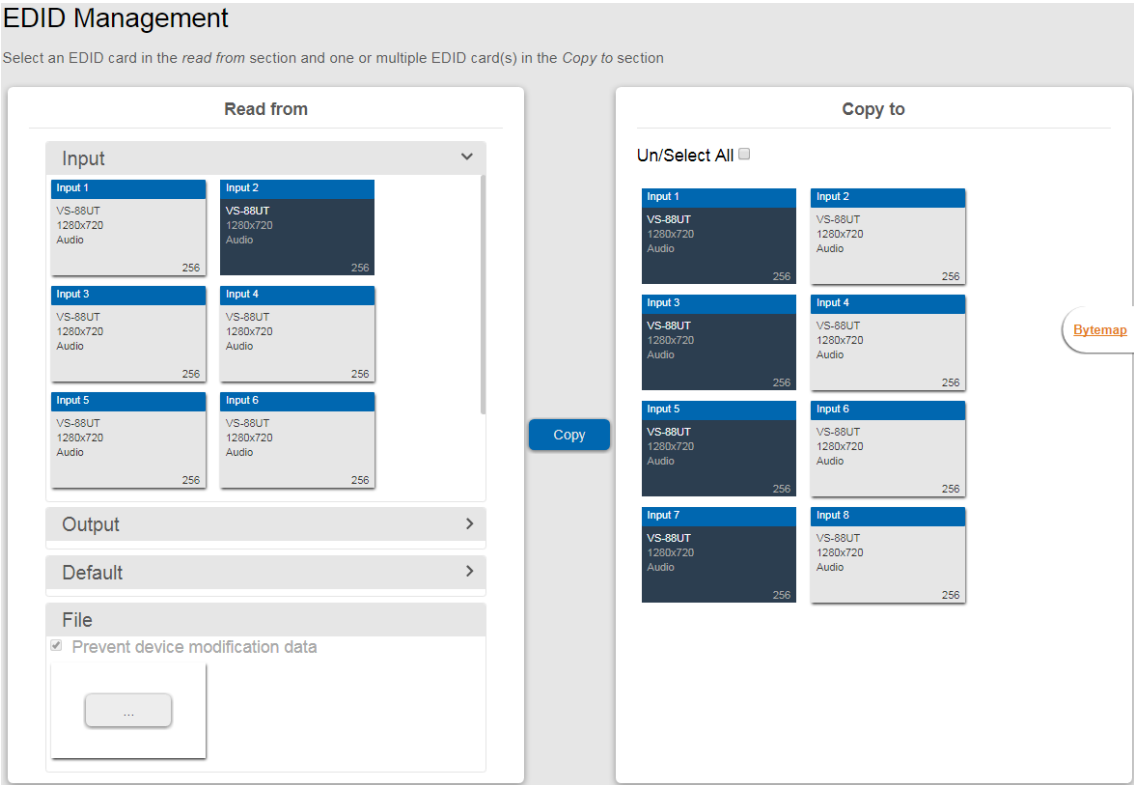 EDID Management
Select an EDID card in the read from section and one or multiple EDID card(s) in the Copy to section
Read from
Input
Input 1
VS-88UT
1280x720
Audio
256
Input 2
VS-88UT
1280x720
Audio
256
Input 3
VS-88UT
1280x720
Audio
256
Input 4
VS-88UT
1280x720
Audio
256
Input 5
VS-88UT
1280x720
Audio
256
Input 6
VS-88UT
1280x720
Audio
256
Output
Default
File
Prevent device modification data
...
Copy
Copy to
Un/Select All
Input 1
VS-88UT
1280x720
Audio
256
Input 2
VS-88UT
1280x720
Audio
256
Input 3
VS-88UT
1280x720
Audio
256
Input 4
VS-88UT
1280x720
Audio
256
Input 5
VS-88UT
1280x720
Audio
256
Input 6
VS-88UT
1280x720
Audio
256
Input 7
VS-88UT
1280x720
Audio
256
Input 8
VS-88UT
1280x720
Audio
256
Bytemap